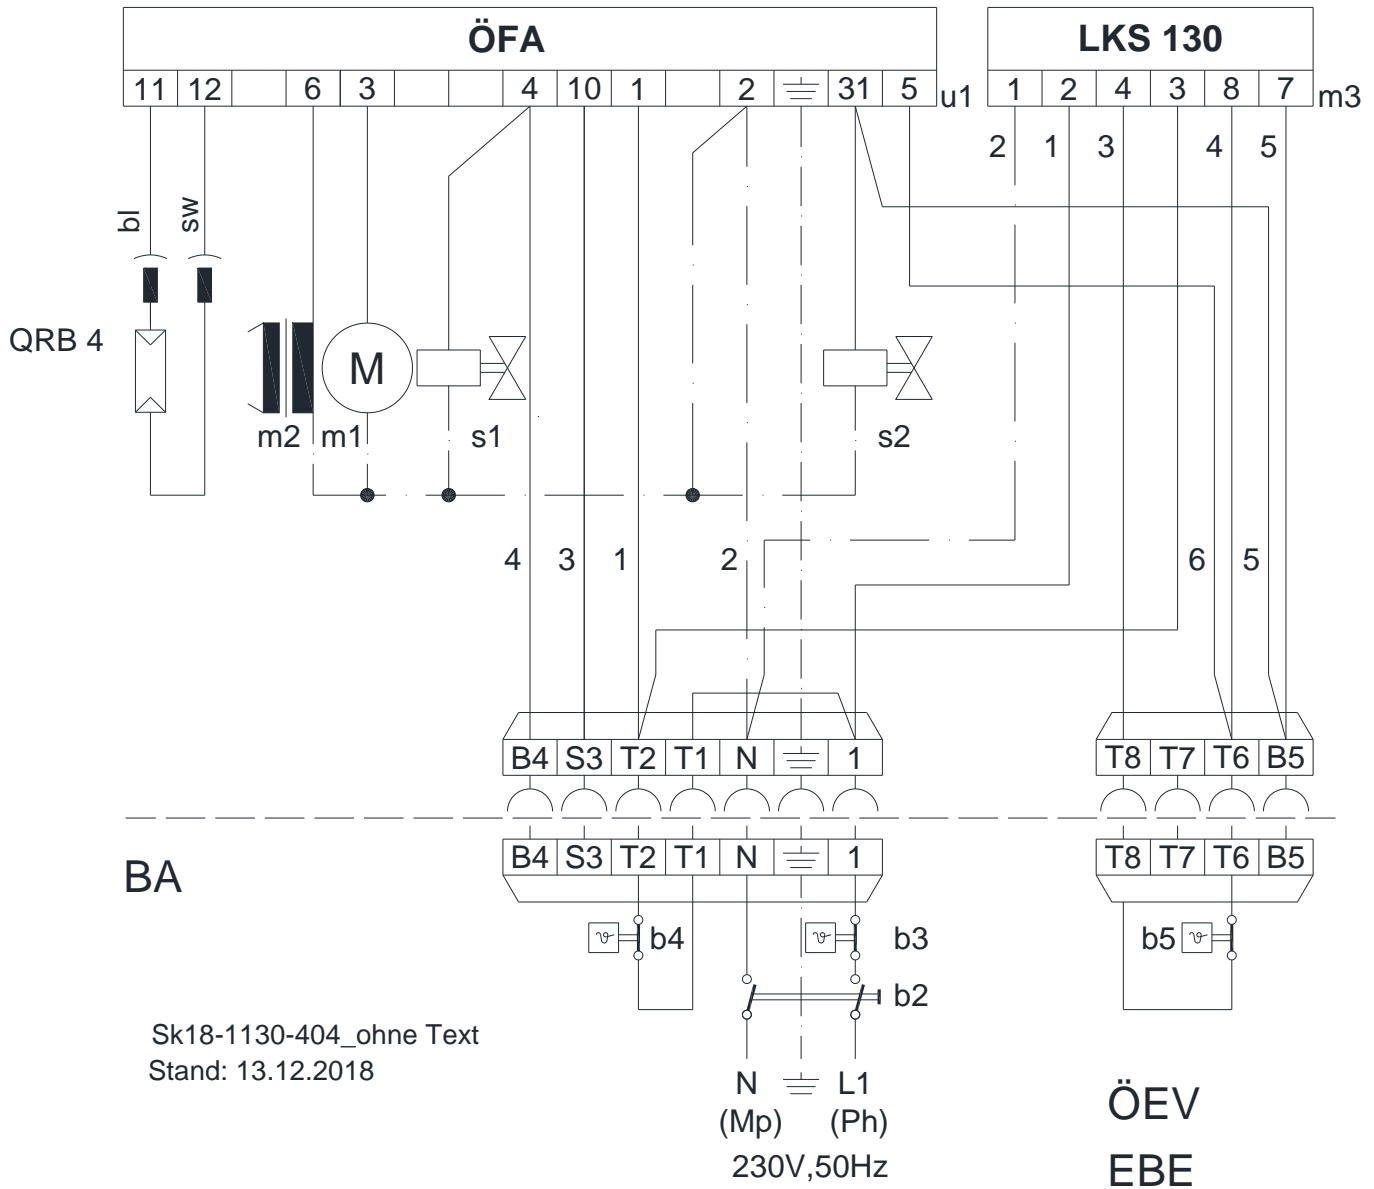 ÖFA LKS 130
11 12 6 3 4 10 1 2 31 5 u1 1 2 4 3 8 7 m3
2 1 3 4 5
bl sw
QRB 4
M
m2 m1 s1 s2
4 3 1 2 6 5
B4 S3 T2 T1 N 1 T8 T7 T6 B5
B4 S3 T2 T1 N 1 T8 T7 T6 B5
BA
ϑ b4 ϑ b3 b5 ϑ
b2
Sk18-1130-404_ohne Text
Stand: 13.12.2018
N L1
(Mp) (Ph)
230V,50Hz
ÖEV
EBE